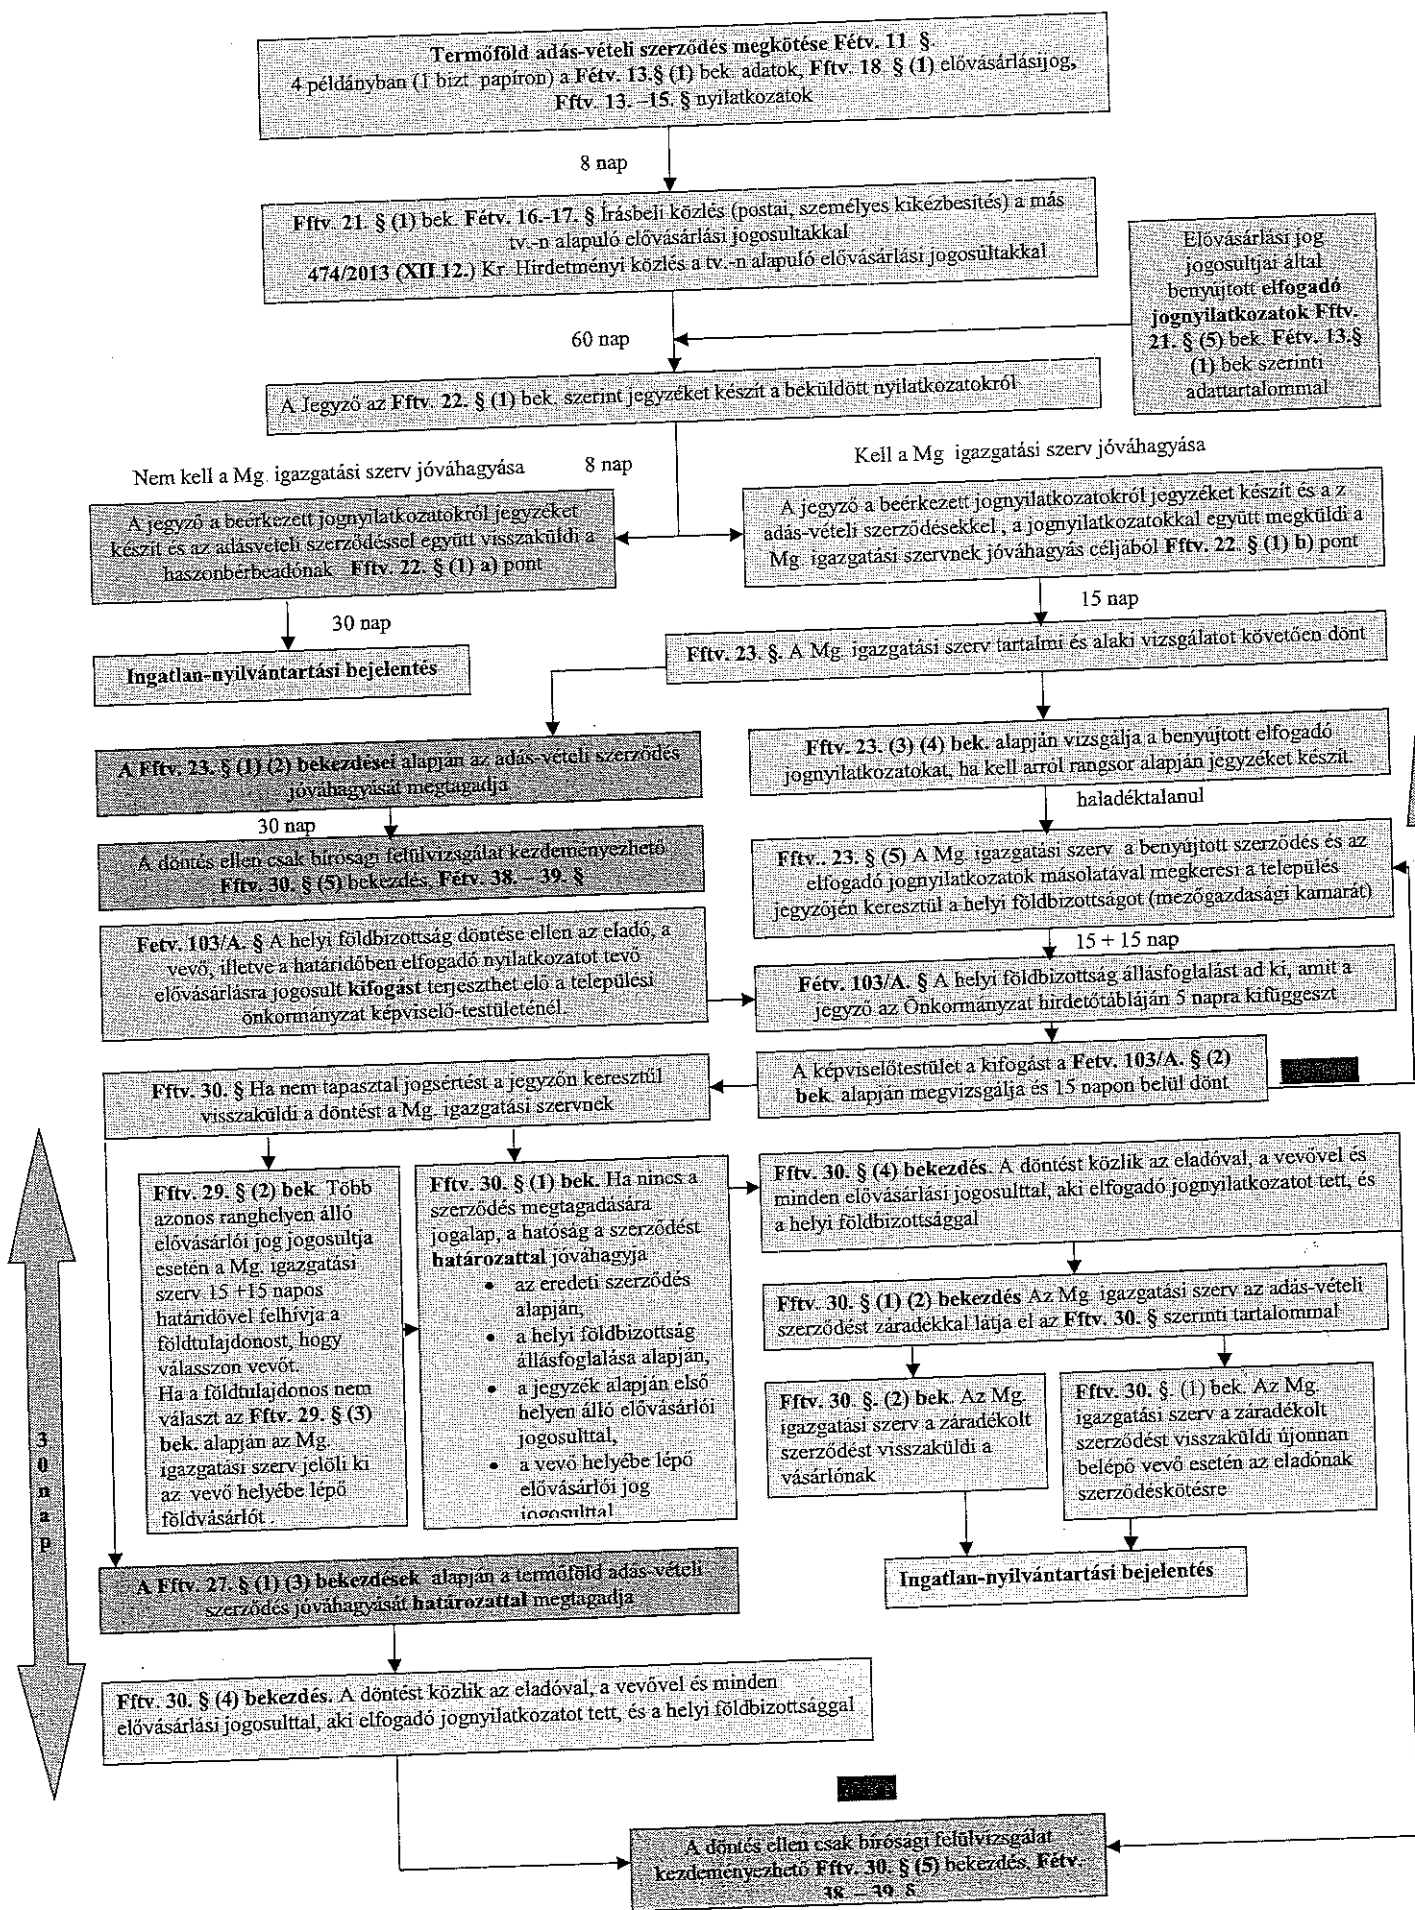 Termőföld adás-vételi szerződés megkötése Fétv. 11. §.
4 példányban (1 bizt. papíron) a Fétv. 13.§ (1) bek. adatok, Fftv. 18. § (1) elővásárlásijog,
Fftv. 13. –15. § nyilatkozatok
8 nap
Fftv. 21. § (1) bek. Fétv. 16.-17. § Írásbeli közlés (postai, személyes kikézbesítés) a más
tv.-n alapuló elővásárlási jogosultakkal
474/2013 (XII.12.) Kr. Hirdetményi közlés a tv.-n alapuló elővásárlási jogosultakkal
Elővásárlási jog
jogosultjai által
benyújtott elfogadó
jognyilatkozatok Fftv.
21. § (5) bek. Fétv. 13.§
(1) bek szerinti
adattartalommal
60 nap
A Jegyző az Fftv. 22. § (1) bek. szerint jegyzéket készít a beküldött nyilatkozatokról
Nem kell a Mg. igazgatási szerv jóváhagyása
8 nap
Kell a Mg igazgatási szerv jóváhagyása
A jegyző a beérkezett jognyilatkozatokról jegyzéket
készít és az adásvételi szerződéssel együtt visszaküldi a
haszonbérbeadónak Fftv. 22. § (1) a) pont
A jegyző a beérkezett jognyilatkozatokról jegyzéket készít és a z
adás-vételi szerződésekkel , a jognyilatkozatokkal együtt megküldi a
Mg. igazgatási szervnek jóváhagyás céljából Fftv. 22. § (1) b) pont
30 nap
15 nap
Ingatlan-nyilvántartási bejelentés
Fftv. 23. §. A Mg. igazgatási szerv tartalmi és alaki vizsgálatot követően dönt
A Fftv. 23. § (1) (2) bekezdései alapján az adás-vételi szerződés
jóváhagyását megtagadja
Fftv. 23. (3) (4) bek. alapján vizsgálja a benyújtott elfogadó
jognyilatkozatokat, ha kell arról rangsor alapján jegyzéket készít.
30 nap
haladéktalanul
A döntés ellen csak bírósági felülvizsgálat kezdeményezhető
Fftv. 30. § (5) bekezdés, Fétv. 38. – 39. §
Fftv.. 23. § (5) A Mg. igazgatási szerv a benyújtott szerződés és az
elfogadó jognyilatkozatok másolatával megkeresi a település
jegyzőjén keresztül a helyi földbizottságot (mezőgazdasági kamarát)
15 + 15 nap
Fetv. 103/A. § A helyi földbizottság döntése ellen az eladó, a
vevő, illetve a határidőben elfogadó nyilatkozatot tevő
elővásárlásra jogosult kifogást terjeszthet elő a települési
önkormányzat képviselő-testületénél.
Fétv. 103/A. § A helyi földbizottság állásfoglalást ad ki, amit a
jegyző az Önkormányzat hirdetőtábláján 5 napra kifüggeszt
A képviselőtestület a kifogást a Fetv. 103/A. § (2)
bek. alapján megvizsgálja és 15 napon belül dönt
Fftv. 30. § Ha nem tapasztal jogsértést a jegyzőn keresztül
visszaküldi a döntést a Mg. igazgatási szervnek
Fftv. 29. § (2) bek. Több
azonos ranghelyen álló
elővásárlói jog jogosultja
esetén a Mg. igazgatási
szerv 15 +15 napos
határidővel felhívja a
földtulajdonost, hogy
válasszon vevőt.
Ha a földtulajdonos nem
választ az Fftv. 29. § (3)
bek. alapján az Mg.
igazgatási szerv jelöli ki
az vevő helyébe lépő
földvásárlót .
Fftv. 30. § (1) bek. Ha nincs a
szerződés megtagadására
jogalap, a hatóság a szerződést
határozattal jóváhagyja
• az eredeti szerződés
alapján,
• a helyi földbizottság
állásfoglalása alapján,
• a jegyzék alapján első
helyen álló elővásárlói
jogosulttal,
• a vevő helyébe lépő
elővásárlói jog
jogosulttal
Fftv. 30. § (4) bekezdés. A döntést közlik az eladóval, a vevővel és
minden elővásárlási jogosulttal, aki elfogadó jognyilatkozatot tett, és
a helyi földbizottsággal
Fftv. 30. § (1) (2) bekezdés Az Mg. igazgatási szerv az adás-vételi
szerződést záradékkal látja el az Fftv. 30. § szerinti tartalommal
Fftv. 30. §. (2) bek. Az Mg.
igazgatási szerv a záradékolt
szerződést visszaküldi a
vásárlónak
Fftv. 30. §. (1) bek. Az Mg.
igazgatási szerv a záradékolt
szerződést visszaküldi újonnan
belépő vevő esetén az eladónak
szerződéskötésre
Ingatlan-nyilvántartási bejelentés
30 nap
A Fftv. 27. § (1) (3) bekezdések alapján a termőföld adás-vételi
szerződés jóváhagyását határozattal megtagadja
Fftv. 30. § (4) bekezdés. A döntést közlik az eladóval, a vevővel és minden
elővásárlási jogosulttal, aki elfogadó jognyilatkozatot tett, és a helyi földbizottsággal
A döntés ellen csak bírósági felülvizsgálat
kezdeményezhető Fftv. 30. § (5) bekezdés, Fétv.
38. – 39. §